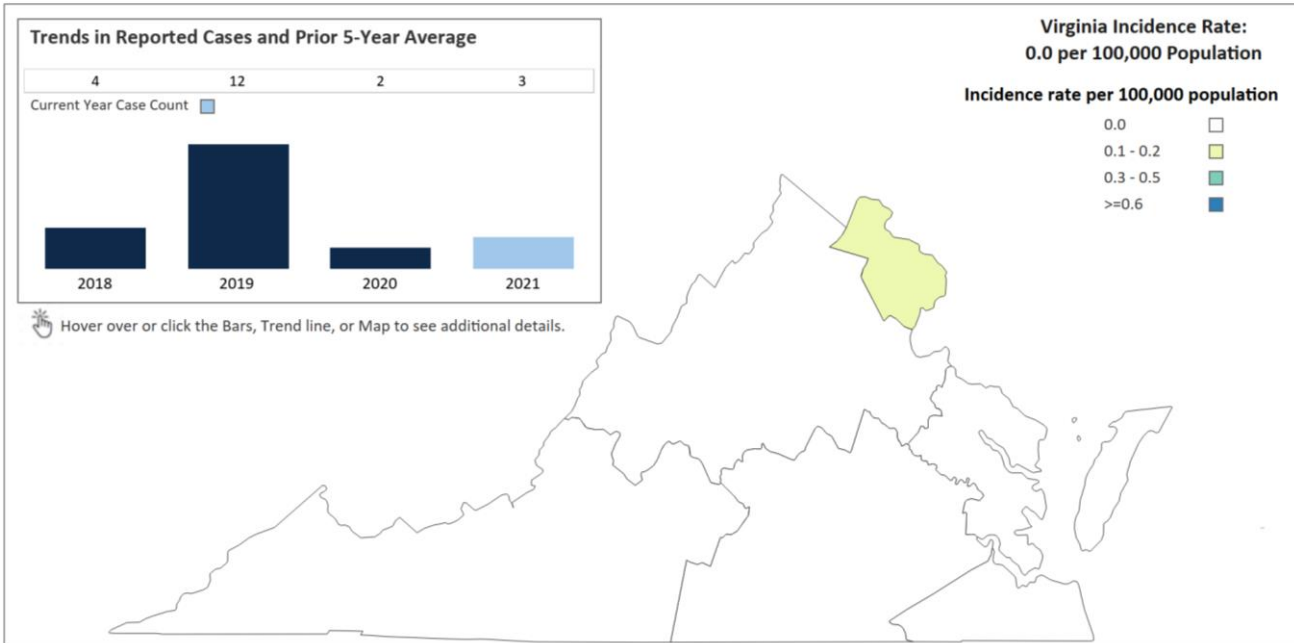 Trends in Reported Cases and Prior 5-Year Average
4 12 2 3
Current Year Case Count
2018 2019 2020 2021
Hover over or click the Bars, Trend line, or Map to see additional details.
Virginia Incidence Rate:
0.0 per 100,000 Population
Incidence rate per 100,000 population
0.0
0.1 - 0.2
0.3 - 0.5
>=0.6